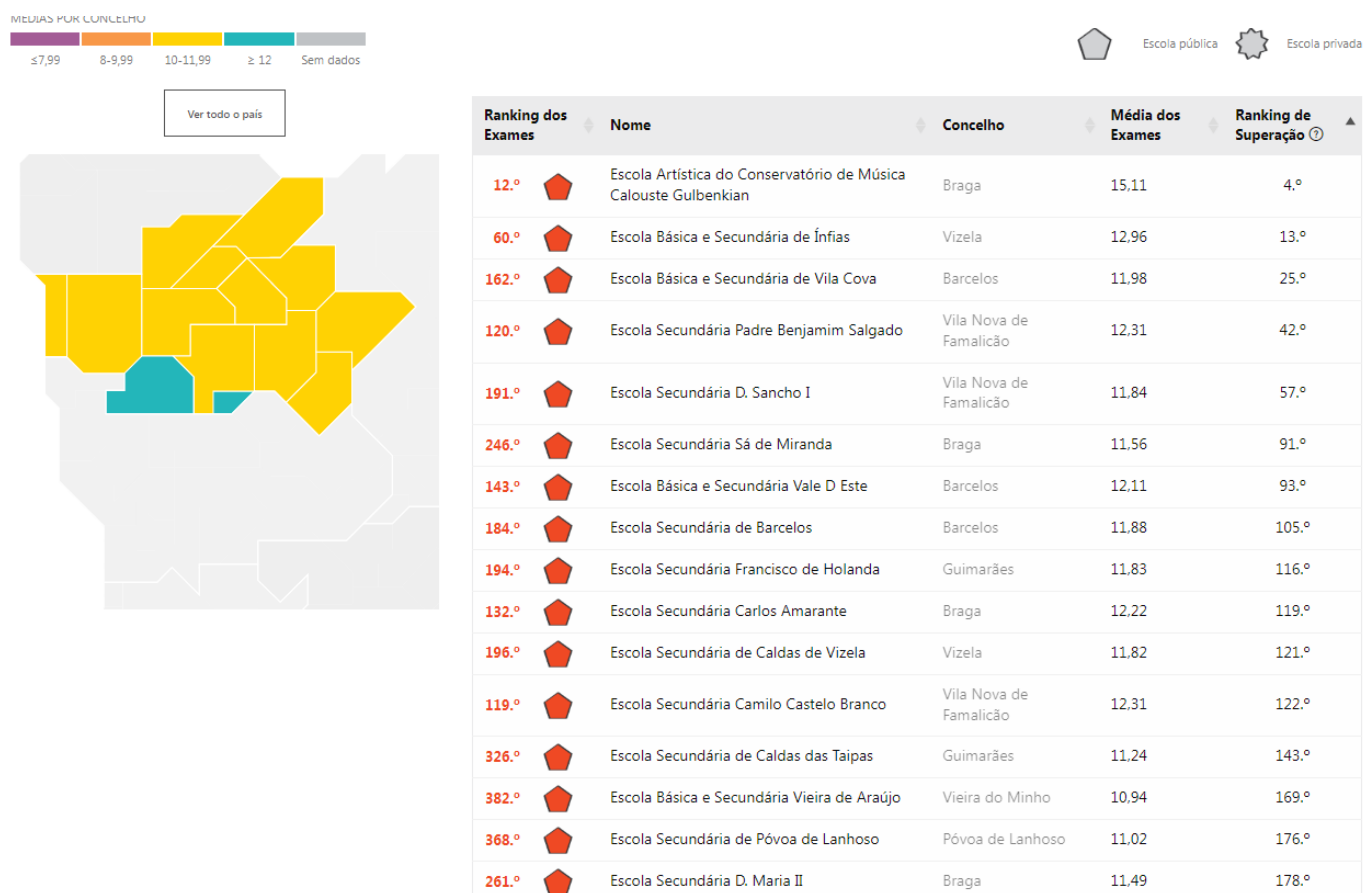 MÉDIAS POR CONCELHO
≤7,99 8-9,99 10-11,99 ≥ 12 Sem dados
Escola pública Escola privada
Ver todo o país
Ranking dos Exames Nome Concelho Média dos Exames Ranking de Superação ?
12.º Escola Artística do Conservatório de Música Calouste Gulbenkian Braga 15,11 4.º
60.º Escola Básica e Secundária de Ínfias Vizela 12,96 13.º
162.º Escola Básica e Secundária de Vila Cova Barcelos 11,98 25.º
120.º Escola Secundária Padre Benjamim Salgado Vila Nova de Famalicão 12,31 42.º
191.º Escola Secundária D. Sancho I Vila Nova de Famalicão 11,84 57.º
246.º Escola Secundária Sá de Miranda Braga 11,56 91.º
143.º Escola Básica e Secundária Vale D Este Barcelos 12,11 93.º
184.º Escola Secundária de Barcelos Barcelos 11,88 105.º
194.º Escola Secundária Francisco de Holanda Guimarães 11,83 116.º
132.º Escola Secundária Carlos Amarante Braga 12,22 119.º
196.º Escola Secundária de Caldas de Vizela Vizela 11,82 121.º
119.º Escola Secundária Camilo Castelo Branco Vila Nova de Famalicão 12,31 122.º
326.º Escola Secundária de Caldas das Taipas Guimarães 11,24 143.º
382.º Escola Básica e Secundária Vieira de Araújo Vieira do Minho 10,94 169.º
368.º Escola Secundária de Póvoa de Lanhoso Póvoa de Lanhoso 11,02 176.º
261.º Escola Secundária D. Maria II Braga 11,49 178.º